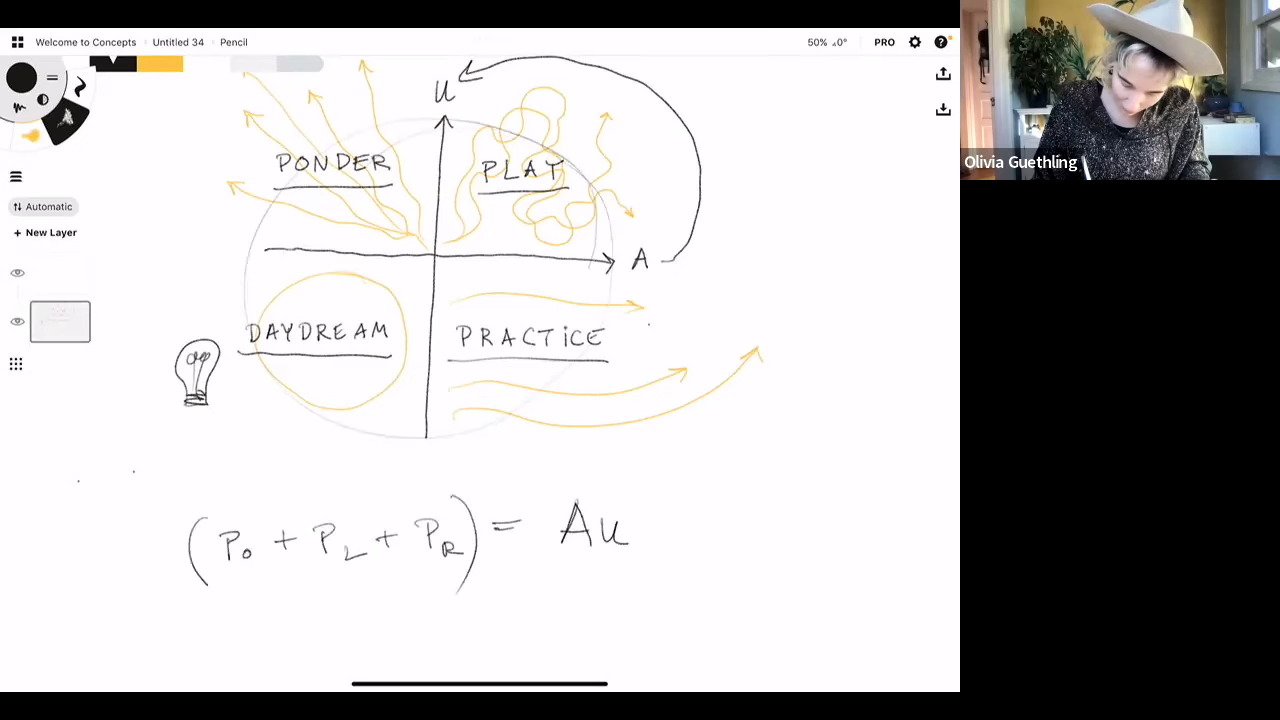 Welcome to Concepts Untitled 34 Pencil 50% ⊿0° PRO ?
U
PONDER PLAY
Olivia Guethling
Automatic
+ New Layer
A
DAYDREAM PRACTiCE
(Po + PL + PR) = Au